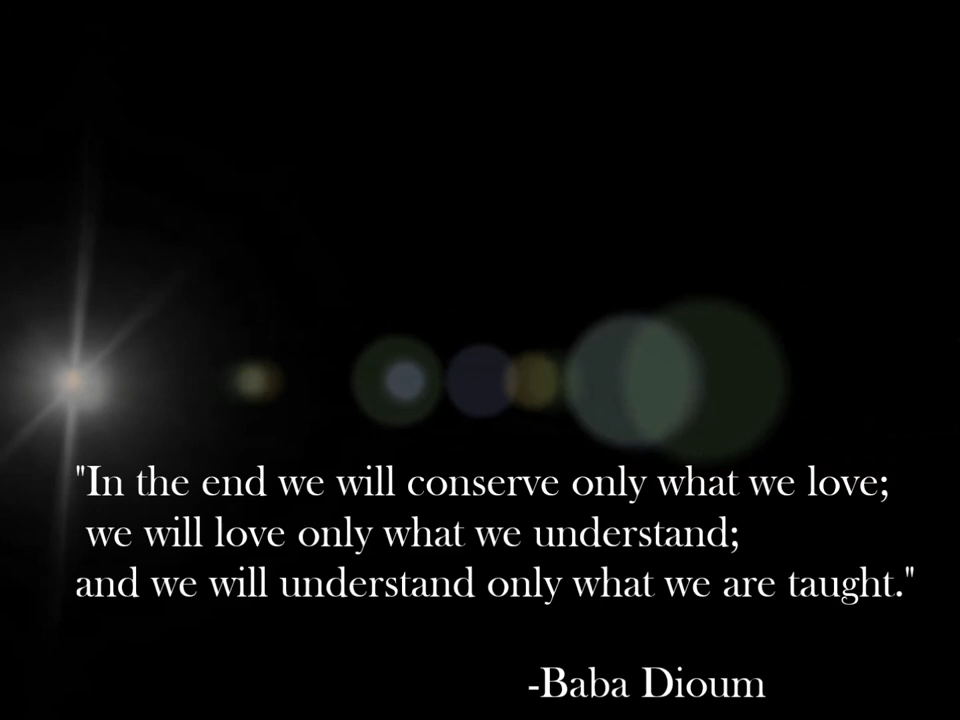 "In the end we will conserve only what we love;
we will love only what we understand;
and we will understand only what we are taught."
-Baba Dioum